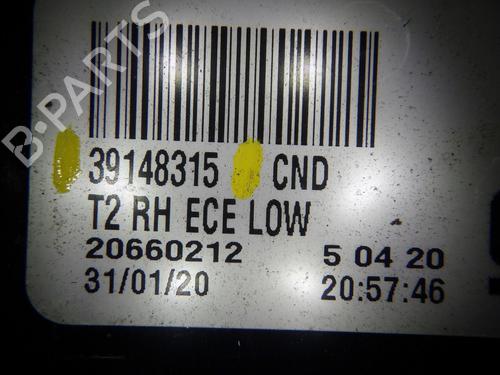 B-PARTS
39148315 CND
T2 RH ECE LOW
20660212 5 04 20
31/01/20 20:57:46